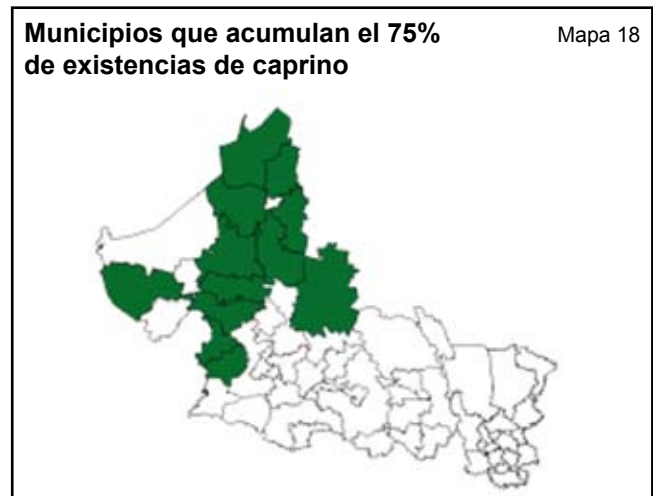 Municipios que acumulan el 75%
de existencias de caprino
Mapa 18